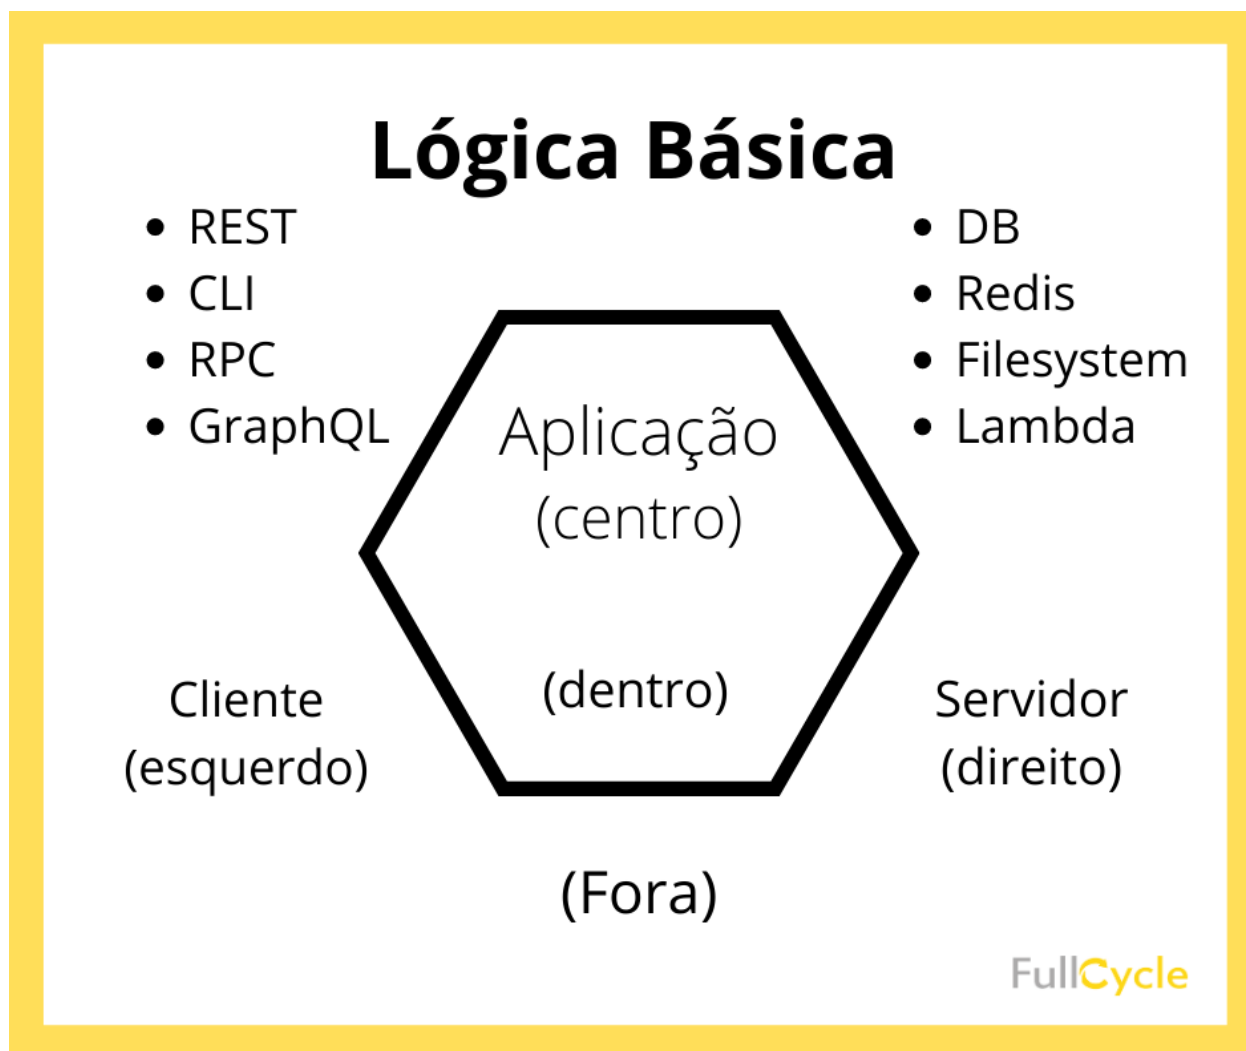 Lógica Básica
• REST
• CLI
• RPC
• GraphQL
• DB
• Redis
• Filesystem
• Lambda
Aplicação
(centro)
(dentro)
Cliente
(esquerdo)
Servidor
(direito)
(Fora)
FullCycle